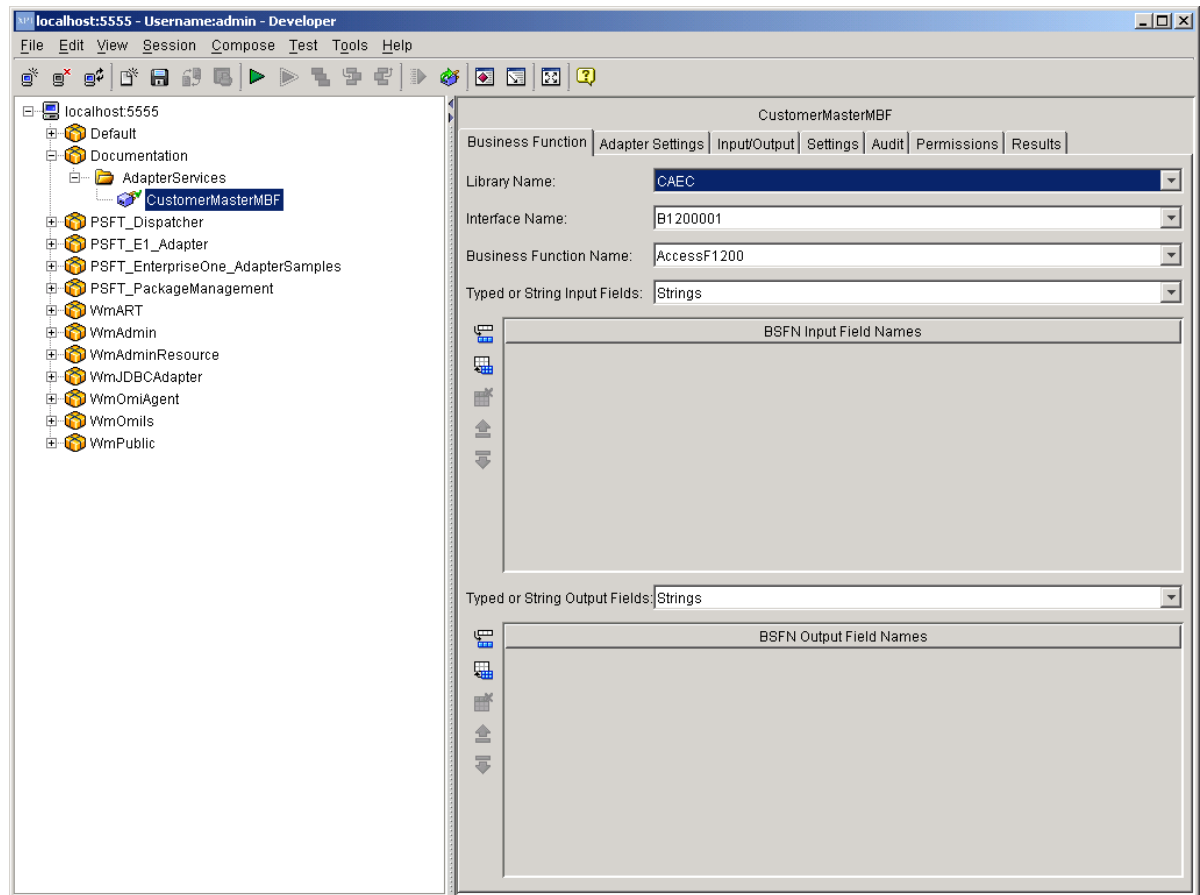 localhost:5555 - Username:admin - Developer
File Edit View Session Compose Test Tools Help
localhost:5555
Default
Documentation
AdapterServices
CustomerMasterMBF
PSFT_Dispatcher
PSFT_E1_Adapter
PSFT_EnterpriseOne_AdapterSamples
PSFT_PackageManagement
WmART
WmAdmin
WmAdminResource
WmJDBCAdapter
WmOmiAgent
WmOmils
WmPublic
CustomerMasterMBF
Business Function Adapter Settings Input/Output Settings Audit Permissions Results
Library Name: CAEC
Interface Name: B1200001
Business Function Name: AccessF1200
Typed or String Input Fields: Strings
BSFN Input Field Names
Typed or String Output Fields: Strings
BSFN Output Field Names